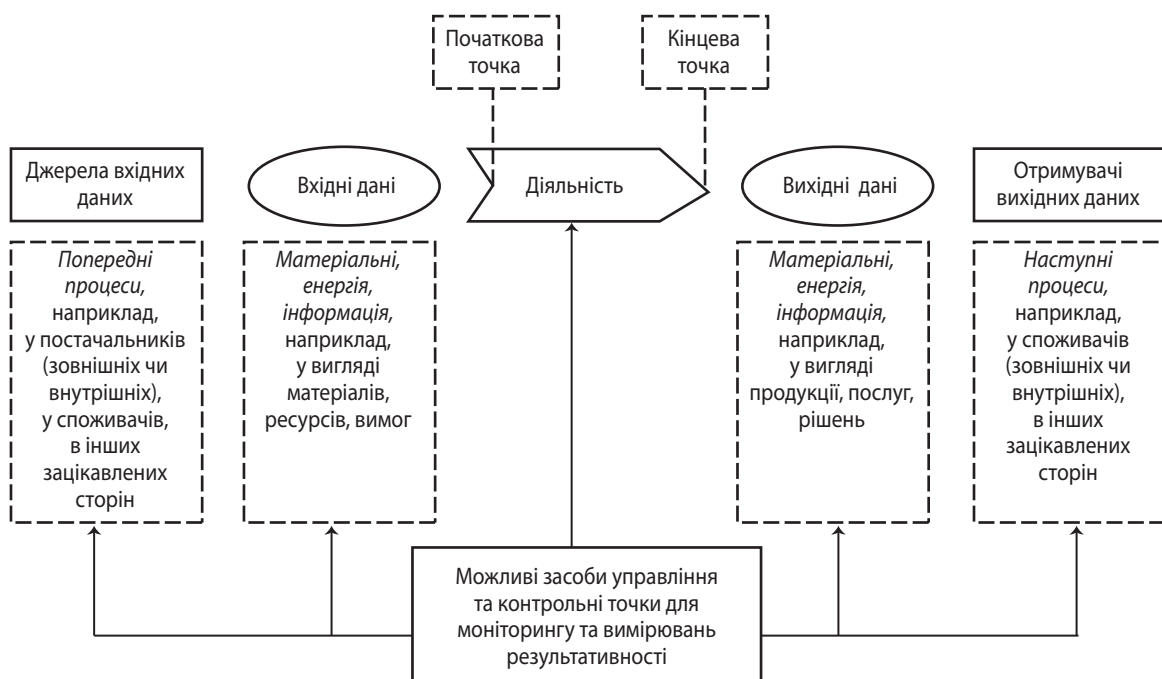 Початкова
точка
Кінцева
точка
Джерела вхідних
даних
Вхідні дані
Діяльність
Вихідні дані
Отримувачі
вихідних даних
Попередні
процеси,
наприклад,
у постачальників
(зовнішніх чи
внутрішніх),
у споживачів,
в інших
зацікавлених
сторін
Матеріальні,
енергія,
інформація,
наприклад,
у вигляді
матеріалів,
ресурсів, вимог
Матеріальні,
енергія,
інформація,
наприклад,
у вигляді
продукції, послуг,
рішень
Наступні
процеси,
наприклад,
у споживачів
(зовнішніх чи
внутрішніх),
в інших
зацікавлених
сторін
Можливі засоби управління
та контрольні точки для
моніторингу та вимірювань
результативності